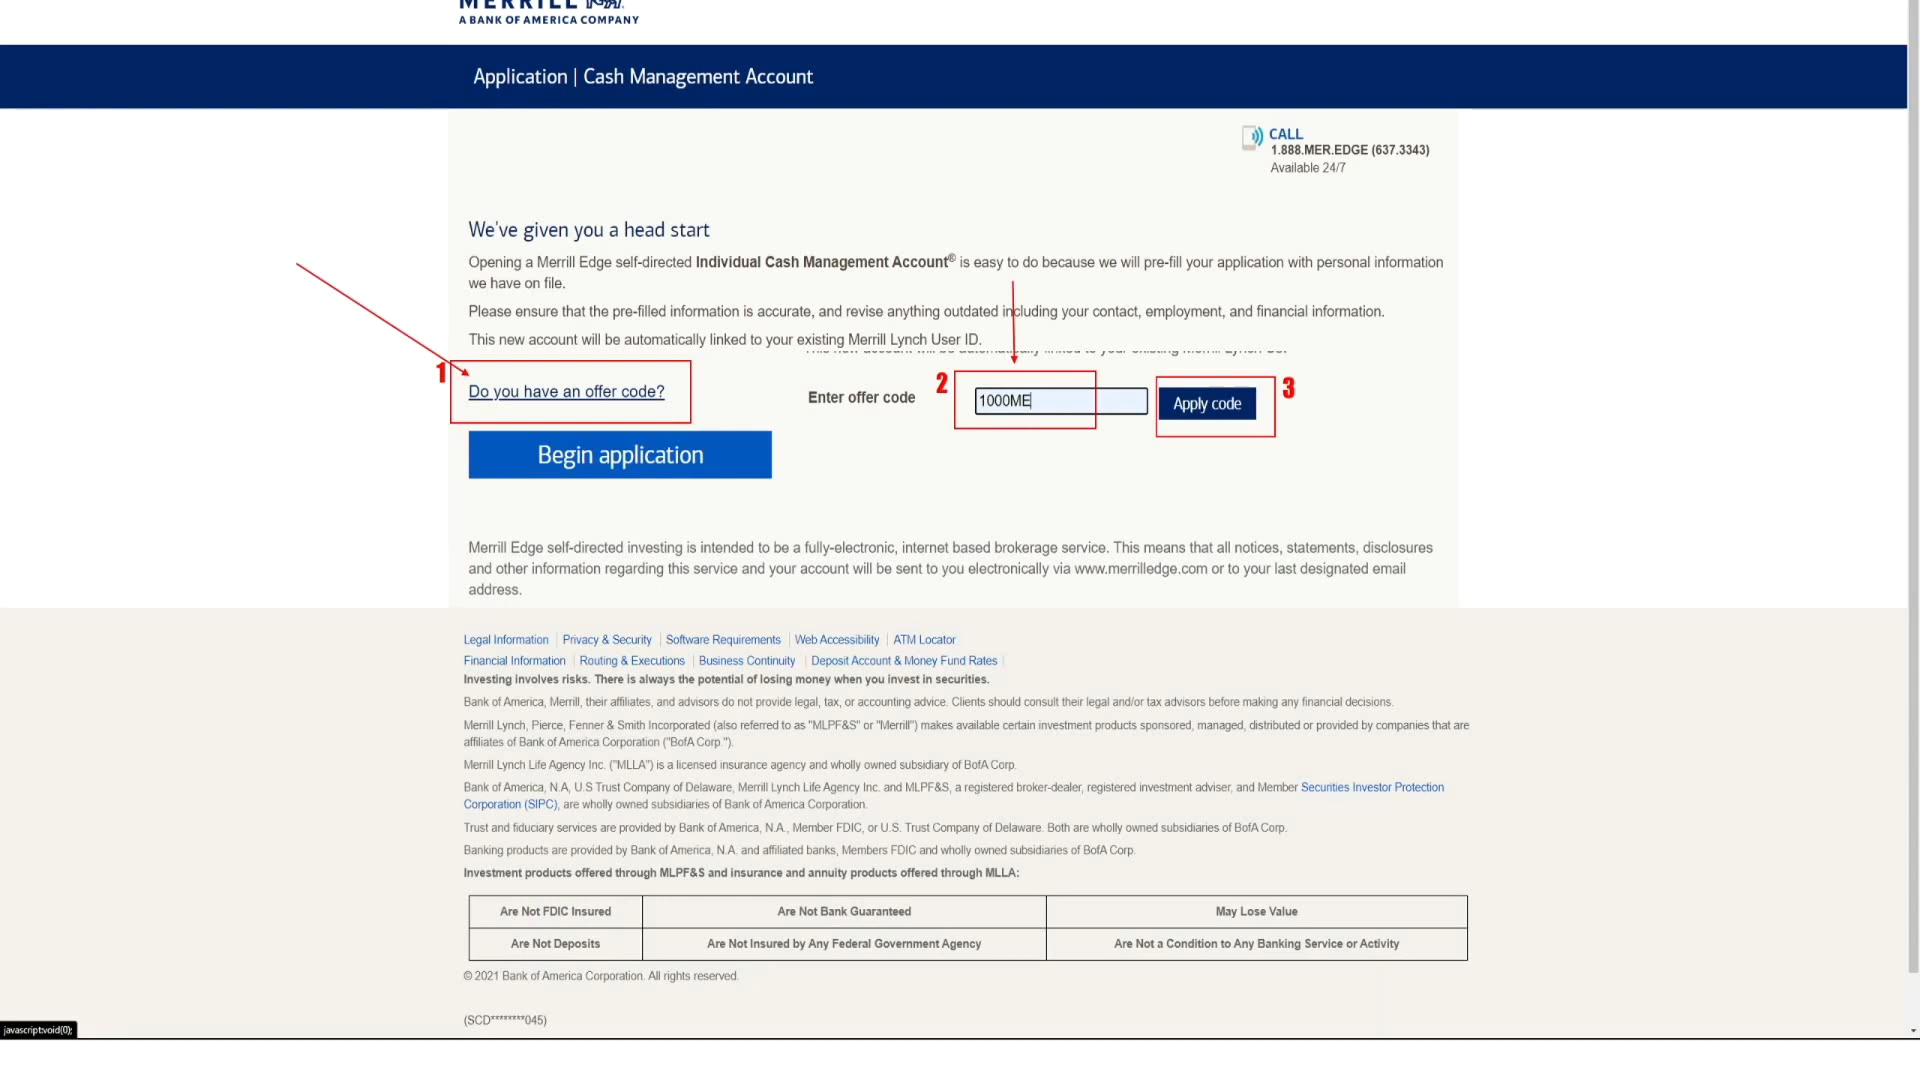 MERRILL
A BANK OF AMERICA COMPANY
Application | Cash Management Account
CALL
1.888.MER.EDGE (637.3343)
Available 24/7
We've given you a head start
Opening a Merrill Edge self-directed Individual Cash Management Account® is easy to do because we will pre-fill your application with personal information
we have on file.
Please ensure that the pre-filled information is accurate, and revise anything outdated including your contact, employment, and financial information.
This new account will be automatically linked to your existing Merrill Lynch User ID.
This new account will be automatically linked to your existing Merrill Lynch Us
1
Do you have an offer code?
Enter offer code
2
1000ME
Apply code
3
Begin application
Merrill Edge self-directed investing is intended to be a fully-electronic, internet based brokerage service. This means that all notices, statements, disclosures
and other information regarding this service and your account will be sent to you electronically via www.merrilledge.com or to your last designated email
address.
Legal Information | Privacy & Security | Software Requirements | Web Accessibility | ATM Locator
Financial Information | Routing & Executions | Business Continuity | Deposit Account & Money Fund Rates |
Investing involves risks. There is always the potential of losing money when you invest in securities.
Bank of America, Merrill, their affiliates, and advisors do not provide legal, tax, or accounting advice. Clients should consult their legal and/or tax advisors before making any financial decisions.
Merrill Lynch, Pierce, Fenner & Smith Incorporated (also referred to as "MLPF&S" or "Merrill") makes available certain investment products sponsored, managed, distributed or provided by companies that are
affiliates of Bank of America Corporation ("BofA Corp.").
Merrill Lynch Life Agency Inc. ("MLLA") is a licensed insurance agency and wholly owned subsidiary of BofA Corp.
Bank of America, N.A, U.S Trust Company of Delaware, Merrill Lynch Life Agency Inc. and MLPF&S, a registered broker-dealer, registered investment adviser, and Member Securities Investor Protection
Corporation (SIPC), are wholly owned subsidiaries of Bank of America Corporation.
Trust and fiduciary services are provided by Bank of America, N.A., Member FDIC, or U.S. Trust Company of Delaware. Both are wholly owned subsidiaries of BofA Corp.
Banking products are provided by Bank of America, N.A. and affiliated banks, Members FDIC and wholly owned subsidiaries of BofA Corp.
Investment products offered through MLPF&S and insurance and annuity products offered through MLLA:
Are Not FDIC Insured
Are Not Bank Guaranteed
May Lose Value
Are Not Deposits
Are Not Insured by Any Federal Government Agency
Are Not a Condition to Any Banking Service or Activity
© 2021 Bank of America Corporation. All rights reserved.
(SCD********045)
javascript:void(0);